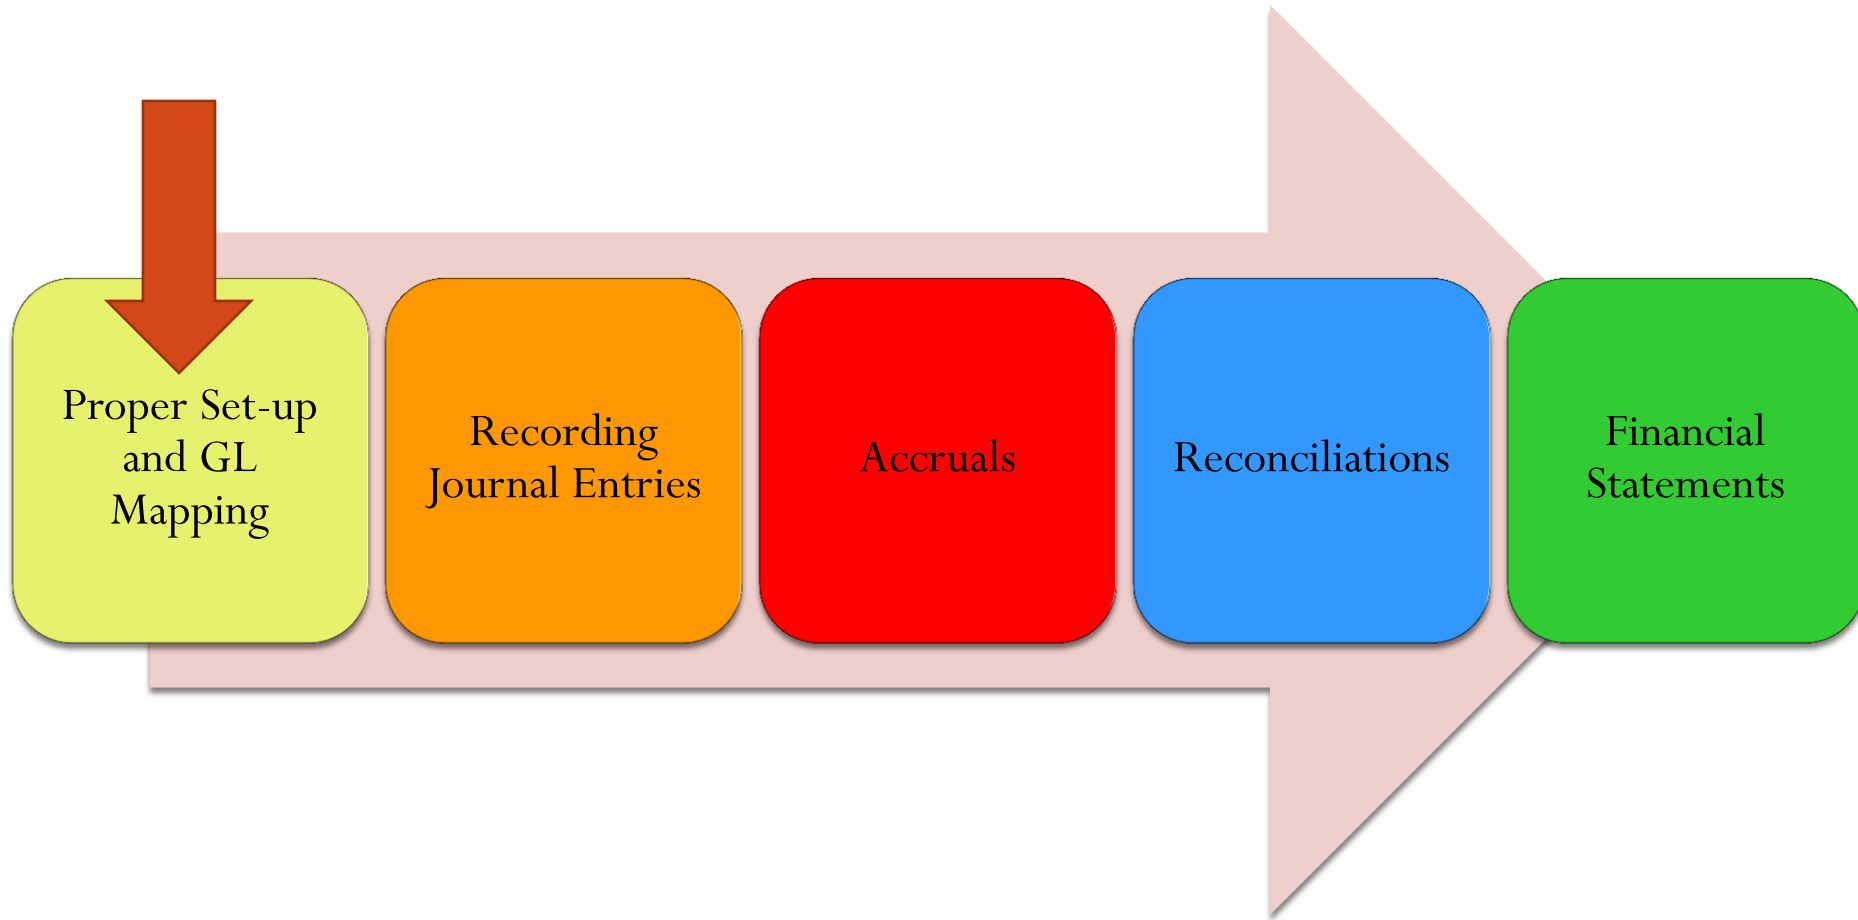 Proper Set-up
and GL
Mapping
Recording
Journal Entries
Accruals
Reconciliations
Financial
Statements